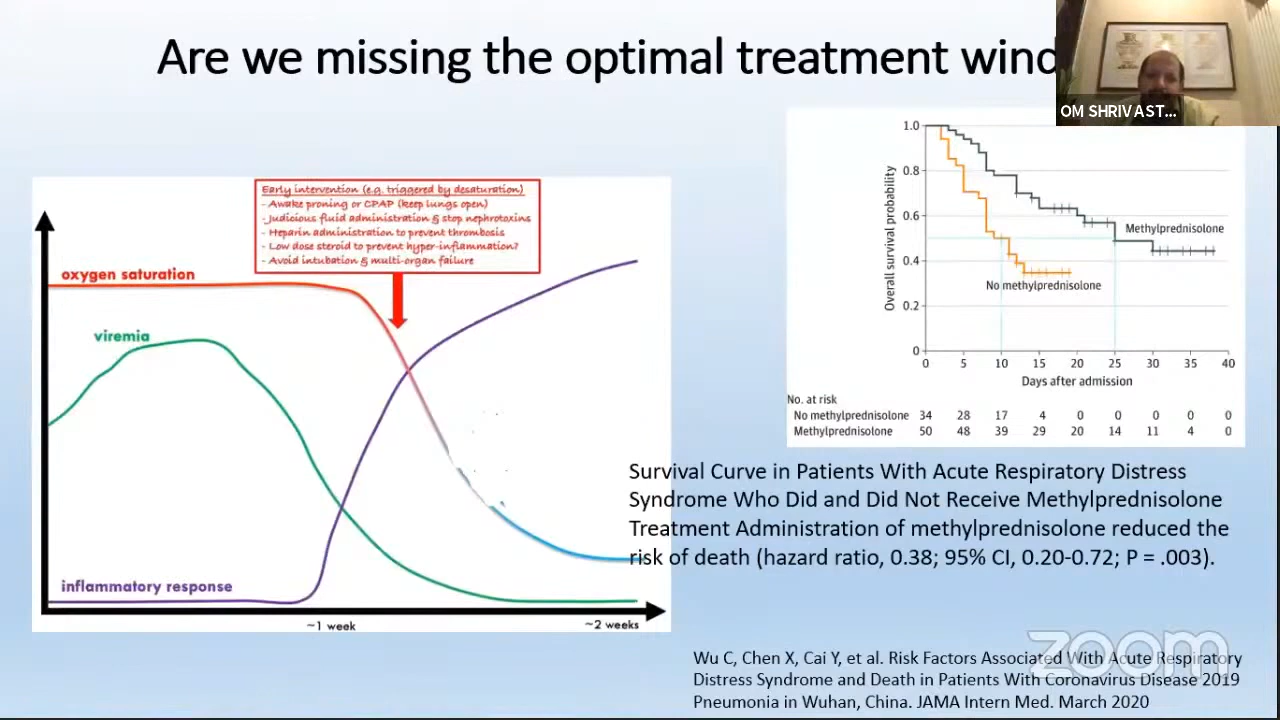 Are we missing the optimal treatment wind
OM SHRIVAST...
Early intervention (e.g. triggered by desaturation)
- Awake proning or CPAP (keep lungs open)
- Judicious fluid administration & stop nephrotoxins
- Heparin administration to prevent thrombosis
- Low dose steroid to prevent hyper-inflammation?
- Avoid intubation & multi-organ failure
oxygen saturation
viremia
inflammatory response
~1 week
~2 weeks
Overall survival probability
1.0
0.8
0.6
0.4
0.2
0
Methylprednisolone
No methylprednisolone
0 5 10 15 20 25 30 35 40
Days after admission
No. at risk
No methylprednisolone 34 28 17 4 0 0 0 0 0
Methylprednisolone 50 48 39 29 20 14 11 4 0
Survival Curve in Patients With Acute Respiratory Distress
Syndrome Who Did and Did Not Receive Methylprednisolone
Treatment Administration of methylprednisolone reduced the
risk of death (hazard ratio, 0.38; 95% CI, 0.20-0.72; P = .003).
Wu C, Chen X, Cai Y, et al. Risk Factors Associated With Acute Respiratory
Distress Syndrome and Death in Patients With Coronavirus Disease 2019
Pneumonia in Wuhan, China. JAMA Intern Med. March 2020
zoom